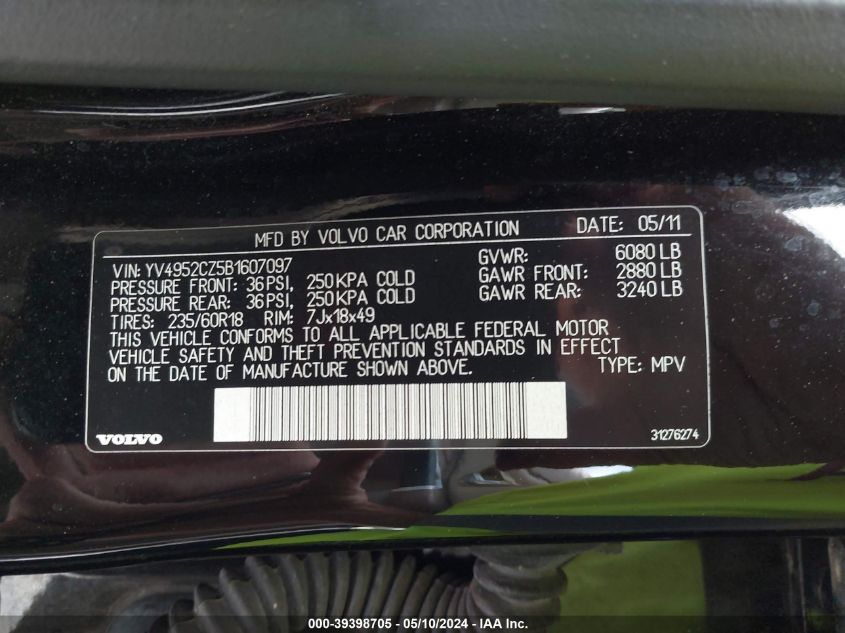 MFD BY VOLVO CAR CORPORATION DATE: 05/11
VIN: YV4952CZ5B1607097 GVWR: 6080 LB
PRESSURE FRONT: 36 PSI, 250 KPA COLD GAWR FRONT: 2880 LB
PRESSURE REAR: 36 PSI, 250 KPA COLD GAWR REAR: 3240 LB
TIRES: 235/60R18 RIM: 7Jx18x49
THIS VEHICLE CONFORMS TO ALL APPLICABLE FEDERAL MOTOR
VEHICLE SAFETY AND THEFT PREVENTION STANDARDS IN EFFECT
ON THE DATE OF MANUFACTURE SHOWN ABOVE. TYPE: MPV
VOLVO 31276274
000-39398705 - 05/10/2024 - IAA Inc.